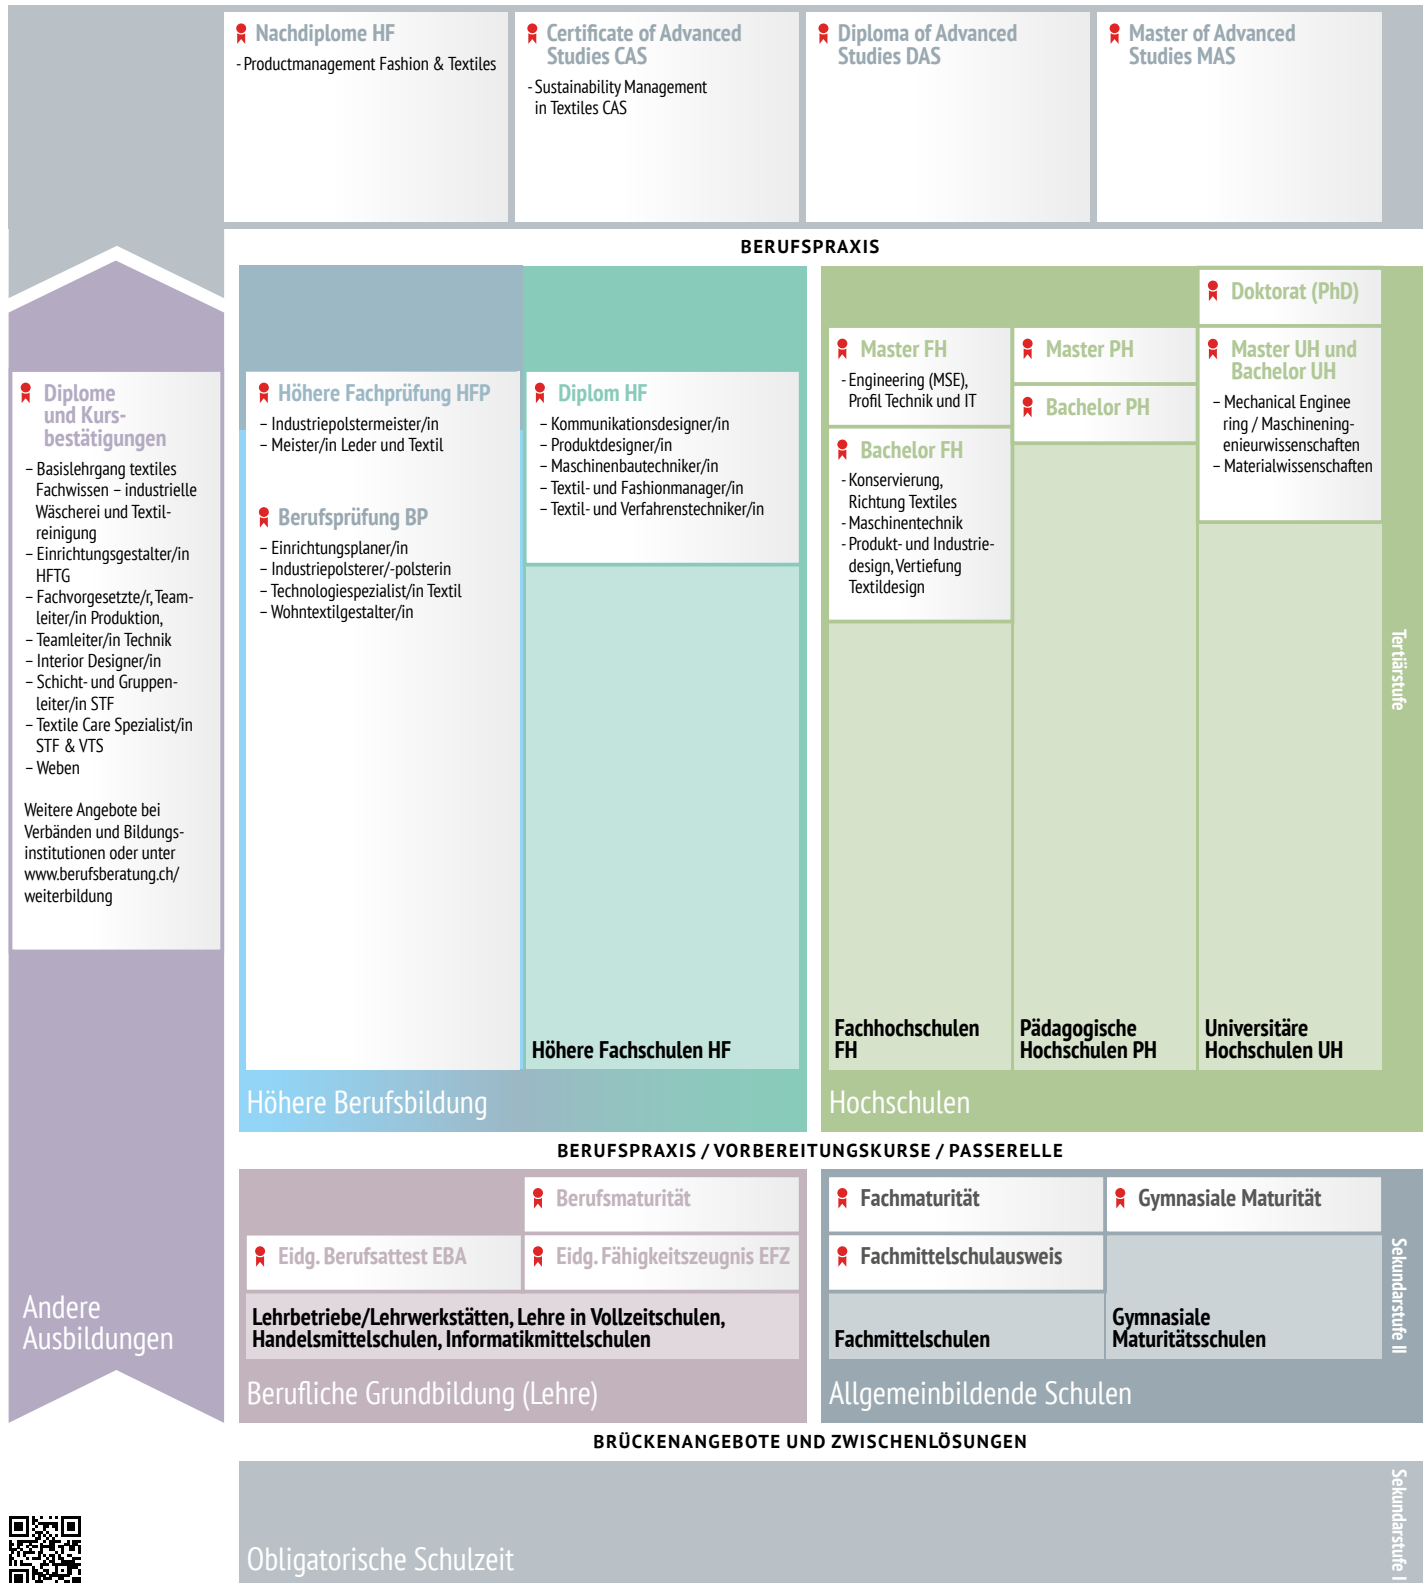 Nachdiplome HF
- Productmanagement Fashion & Textiles
Certificate of Advanced
Studies CAS
- Sustainability Management
in Textiles CAS
Diploma of Advanced
Studies DAS
Master of Advanced
Studies MAS
BERUFSPRAXIS
Diplome
und Kurs-
bestätigungen
– Basislehrgang textiles
Fachwissen – industrielle
Wäscherei und Textil-
reinigung
– Einrichtungsgestalter/in
HFTG
– Fachvorgesetzte/r, Team-
leiter/in Produktion,
– Teamleiter/in Technik
– Interior Designer/in
– Schicht- und Gruppen-
leiter/in STF
– Textile Care Spezialist/in
STF & VTS
– Weben
Weitere Angebote bei
Verbänden und Bildungs-
institutionen oder unter
www.berufsberatung.ch/
weiterbildung
Andere
Ausbildungen
Höhere Fachprüfung HFP
– Industriepolstermeister/in
– Meister/in Leder und Textil
Berufsprüfung BP
– Einrichtungsplaner/in
– Industriepolsterer/-polsterin
– Technologiespezialist/in Textil
– Wohntextilgestalter/in
Diplom HF
– Kommunikationsdesigner/in
– Produktdesigner/in
– Maschinenbautechniker/in
– Textil- und Fashionmanager/in
– Textil- und Verfahrenstechniker/in
Höhere Fachschulen HF
Höhere Berufsbildung
Master FH
- Engineering (MSE),
Profil Technik und IT
Bachelor FH
- Konservierung,
Richtung Textiles
- Maschinentechnik
- Produkt- und Industrie-
design, Vertiefung
Textildesign
Fachhochschulen
FH
Master PH
Bachelor PH
Pädagogische
Hochschulen PH
Doktorat (PhD)
Master UH und
Bachelor UH
– Mechanical Enginee
ring / Maschinening-
enieurwissenschaften
– Materialwissenschaften
Universitäre
Hochschulen UH
Hochschulen
Tertiärstufe
BERUFSPRAXIS / VORBEREITUNGSKURSE / PASSERELLE
Berufsmaturität
Eidg. Berufsattest EBA
Eidg. Fähigkeitszeugnis EFZ
Lehrbetriebe/Lehrwerkstätten, Lehre in Vollzeitschulen,
Handelsmittelschulen, Informatikmittelschulen
Berufliche Grundbildung (Lehre)
Fachmaturität
Fachmittelschulausweis
Fachmittelschulen
Gymnasiale Maturität
Gymnasiale
Maturitätsschulen
Allgemeinbildende Schulen
Sekundarstufe II
BRÜCKENANGEBOTE UND ZWISCHENLÖSUNGEN
Obligatorische Schulzeit
Sekundarstufe I